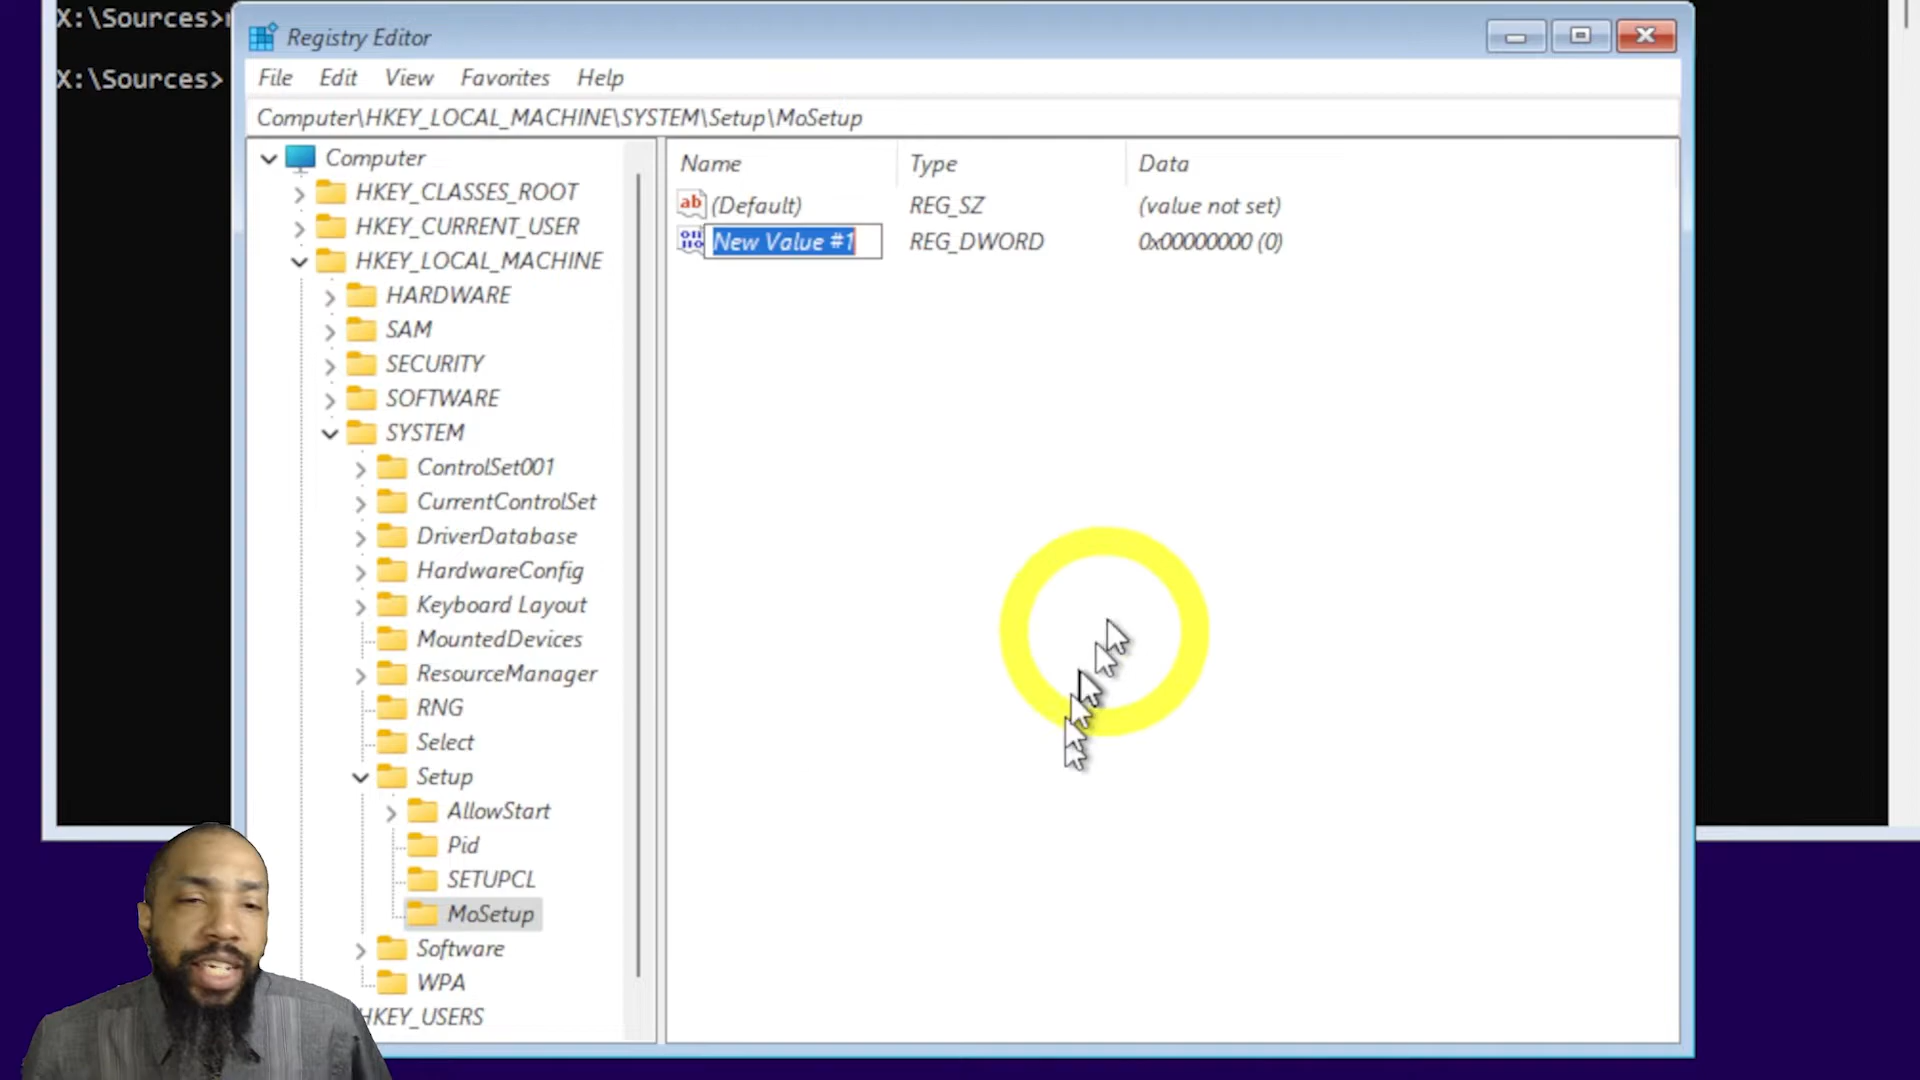 X:\Sources>
Registry Editor
X:\Sources>
File Edit View Favorites Help
Computer\HKEY_LOCAL_MACHINE\SYSTEM\Setup\MoSetup
Computer
HKEY_CLASSES_ROOT
HKEY_CURRENT_USER
HKEY_LOCAL_MACHINE
HARDWARE
SAM
SECURITY
SOFTWARE
SYSTEM
ControlSet001
CurrentControlSet
DriverDatabase
HardwareConfig
Keyboard Layout
MountedDevices
ResourceManager
RNG
Select
Setup
AllowStart
Pid
SETUPCL
MoSetup
Software
WPA
HKEY_USERS
Name Type Data
(Default) REG_SZ (value not set)
New Value #1 REG_DWORD 0x00000000 (0)